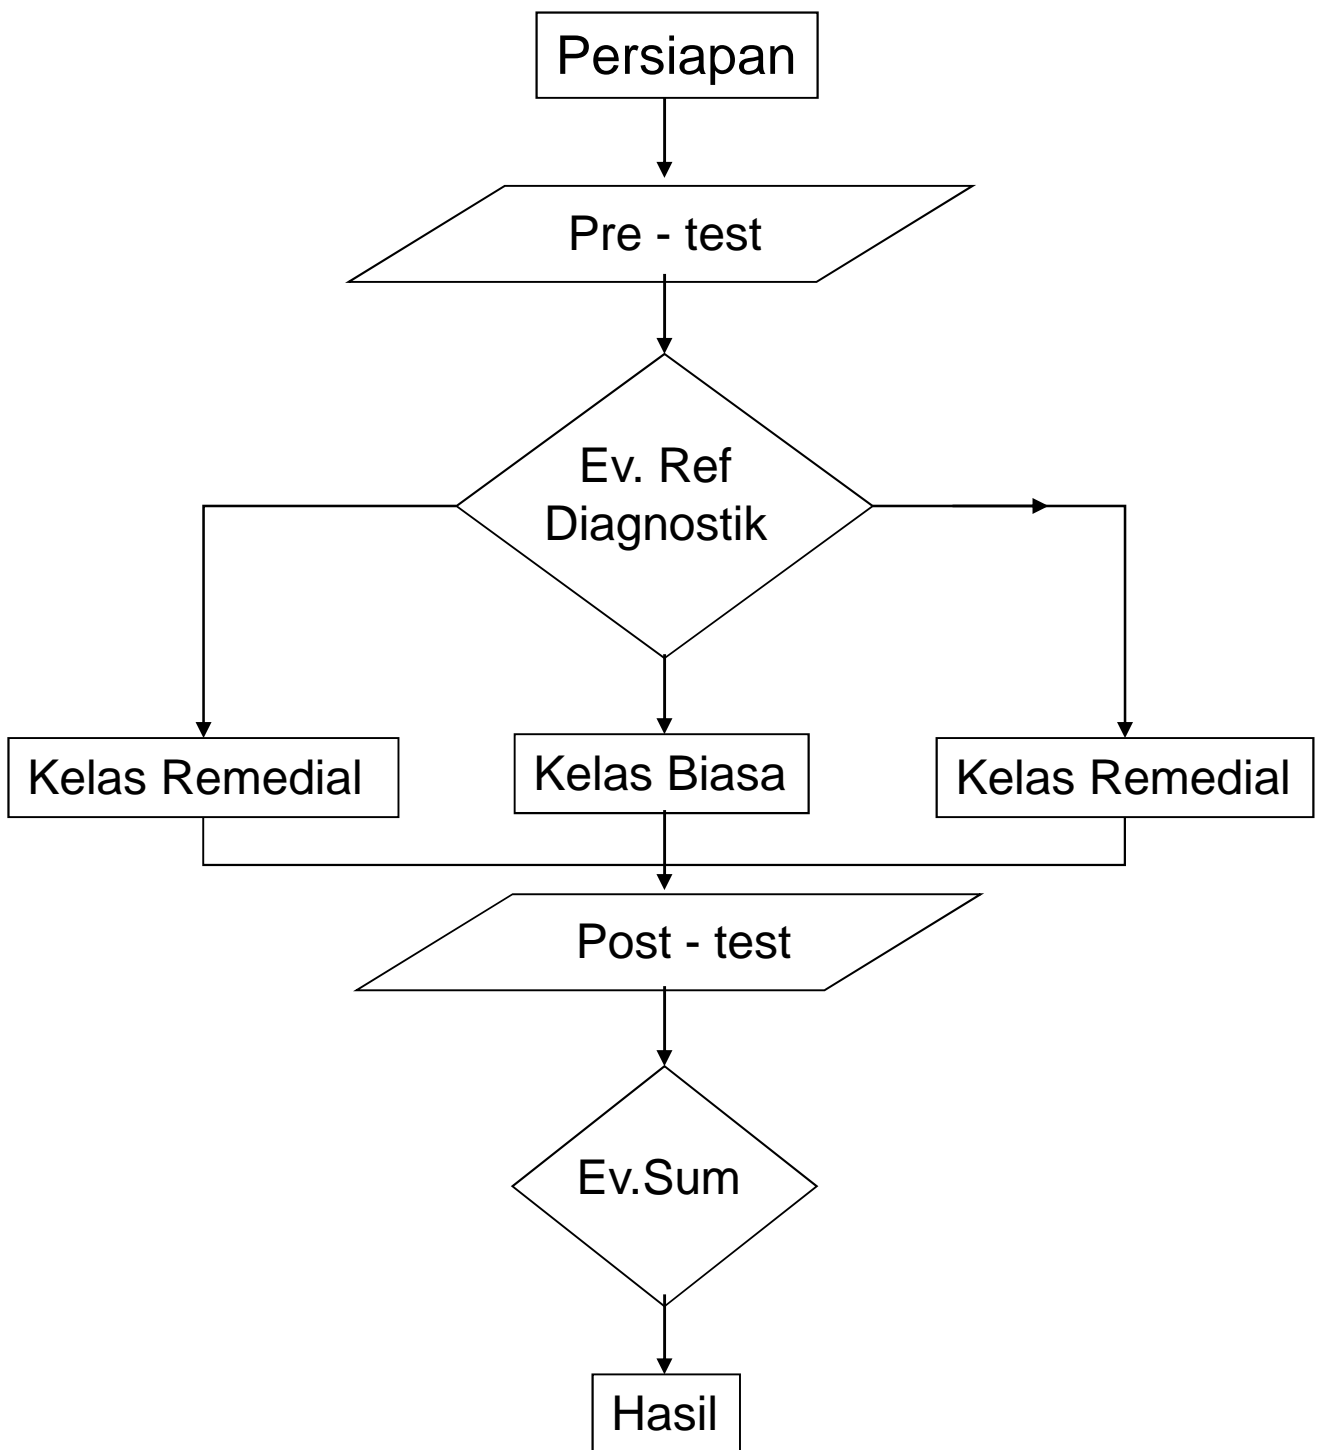 Persiapan
Pre - test
Ev. Ref
Diagnostik
Kelas Remedial
Kelas Biasa
Kelas Remedial
Post - test
Ev.Sum
Hasil